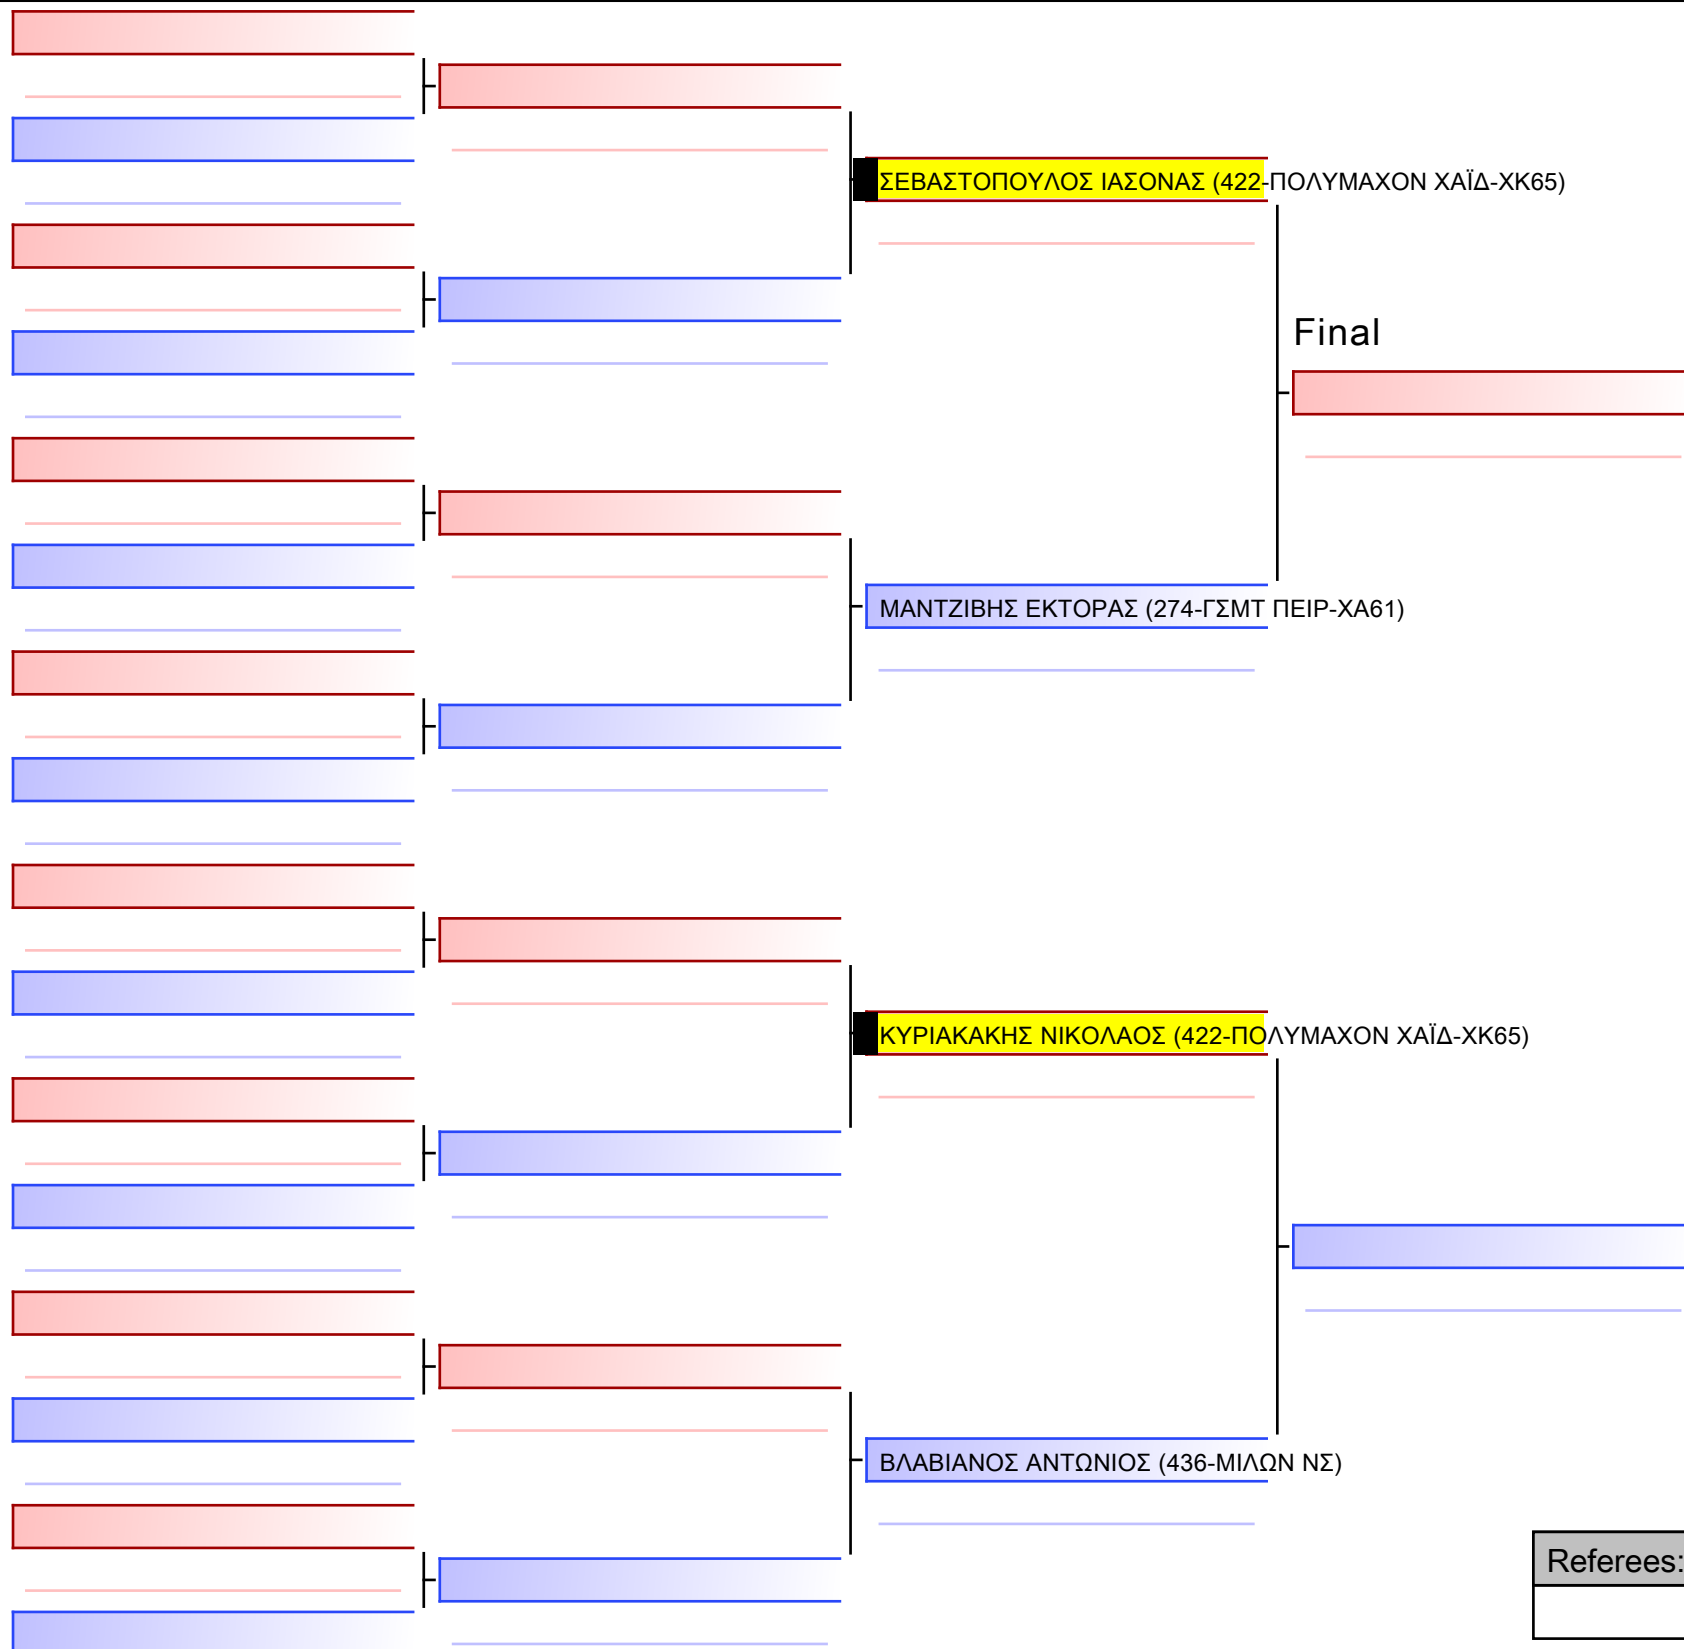 ΣΕΒΑΣΤΟΠΟΥΛΟΣ ΙΑΣΟΝΑΣ (422-ΠΟΛΥΜΑΧΟΝ ΧΑΪΔ-ΧΚ65)
Final
ΜΑΝΤΖΙΒΗΣ ΕΚΤΟΡΑΣ (274-ΓΣΜΤ ΠΕΙΡ-ΧΑ61)
ΚΥΡΙΑΚΑΚΗΣ ΝΙΚΟΛΑΟΣ (422-ΠΟΛΥΜΑΧΟΝ ΧΑΪΔ-ΧΚ65)
ΒΛΑΒΙΑΝΟΣ ΑΝΤΩΝΙΟΣ (436-ΜΙΛΩΝ ΝΣ)
Referees: